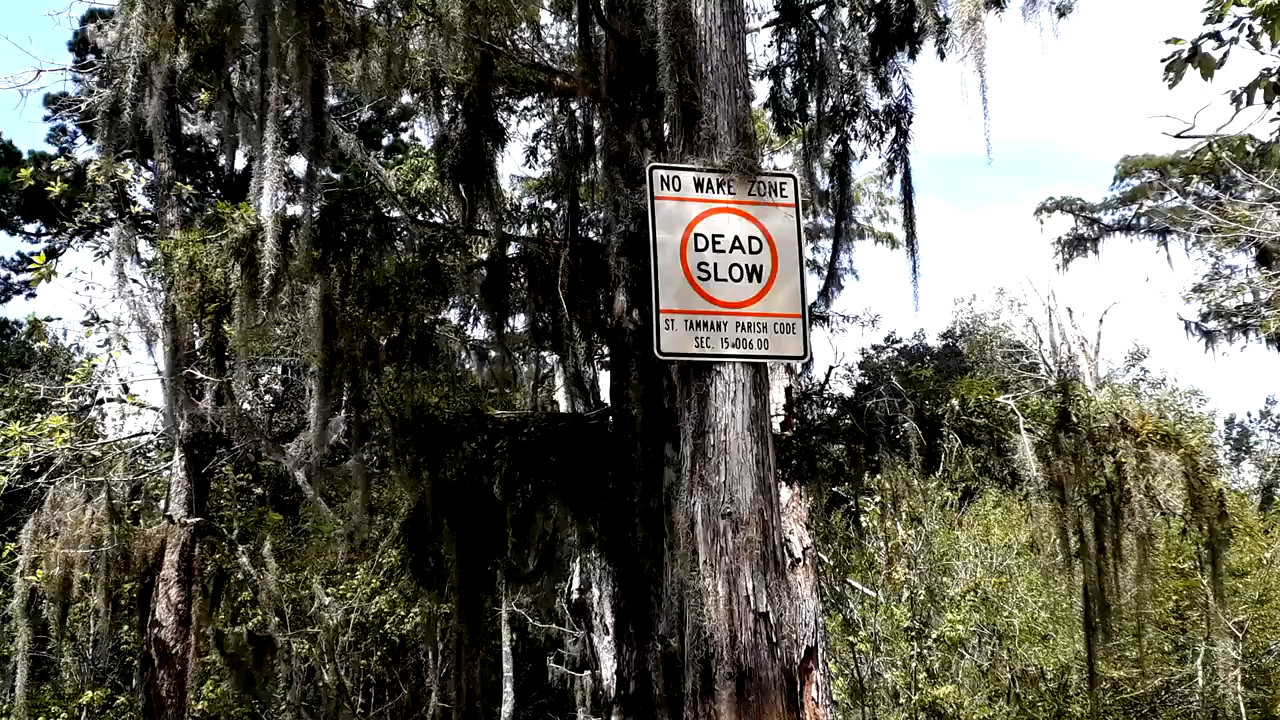 NO WAKE ZONE
DEAD
SLOW
ST. TAMMANY PARISH CODE
SEC. 15-006.00